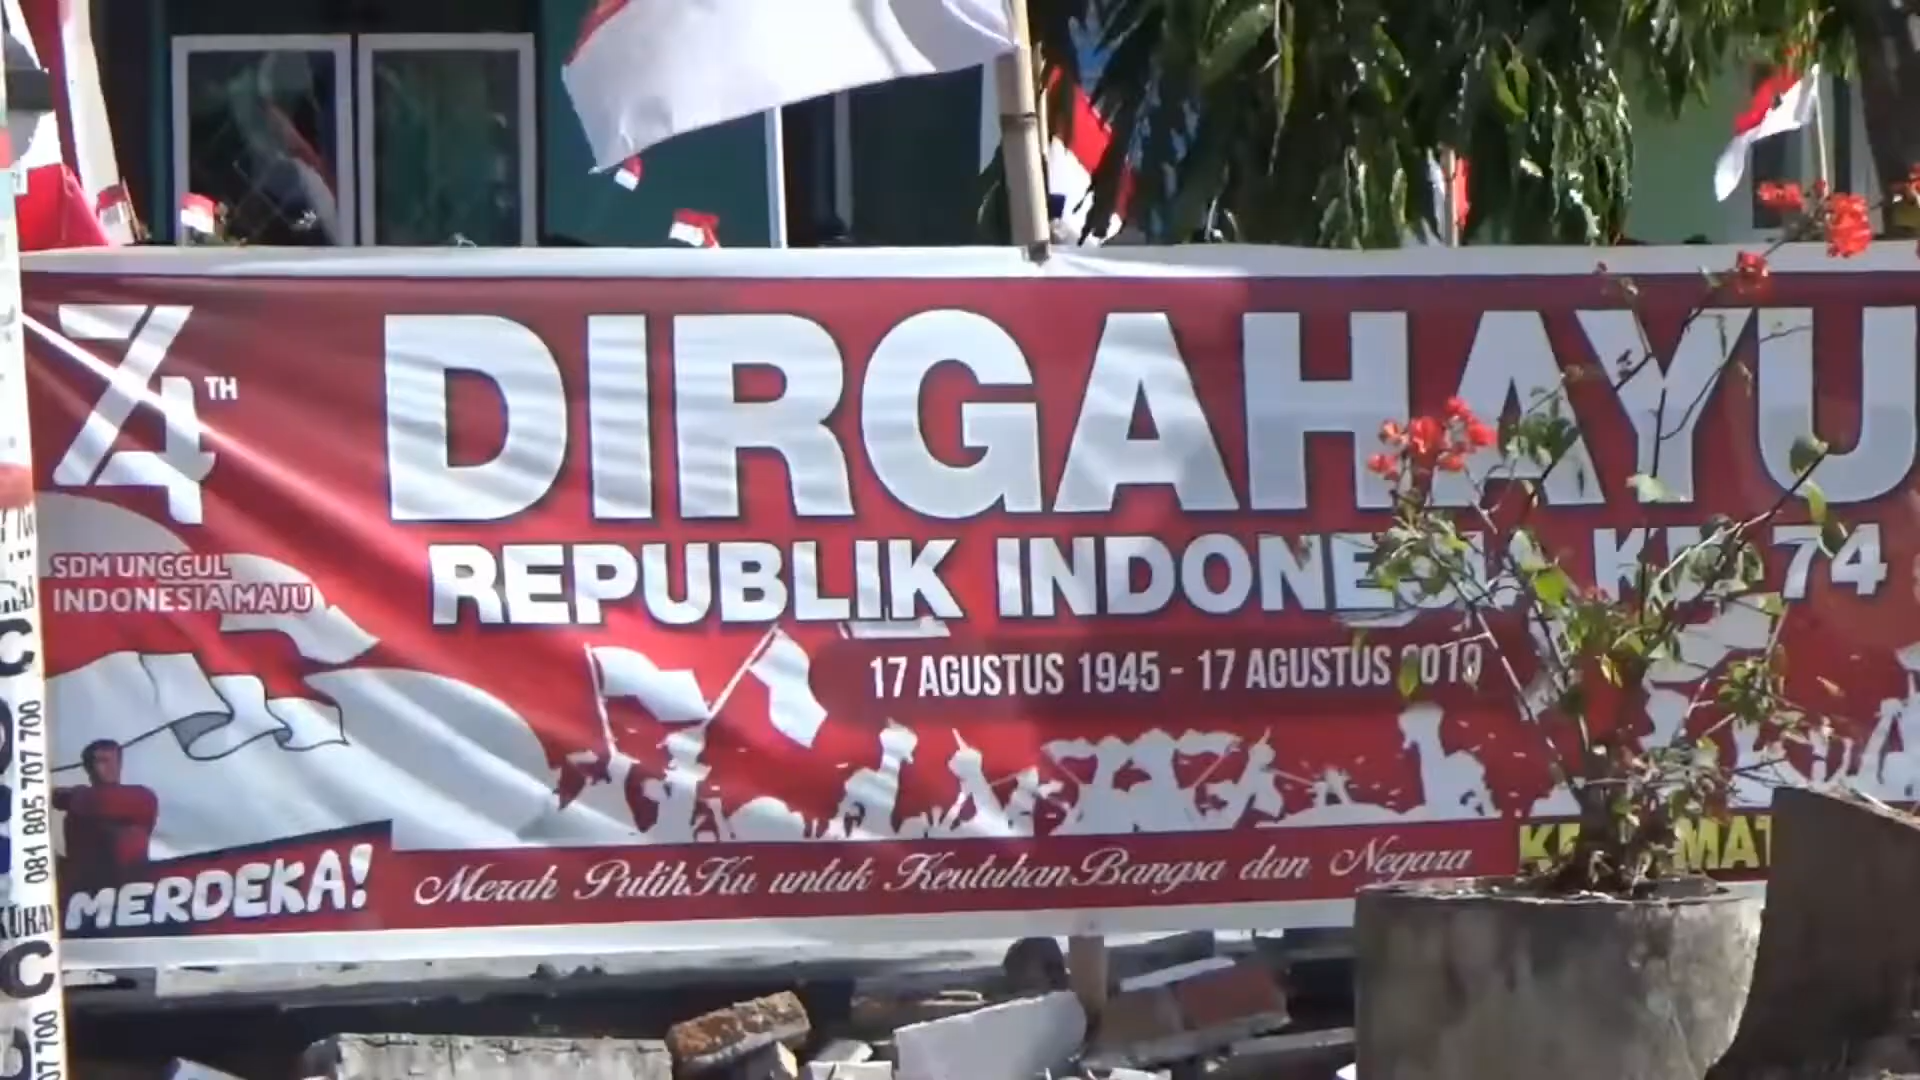 74 TH
DIRGAHAYU
REPUBLIK INDONESIA KE 74
17 AGUSTUS 1945 - 17 AGUSTUS 2019
SDM UNGGUL
INDONESIA MAJU
MERDEKA!
Merah PutihKu untuk Keutuhan Bangsa dan Negara
081 805 707 700